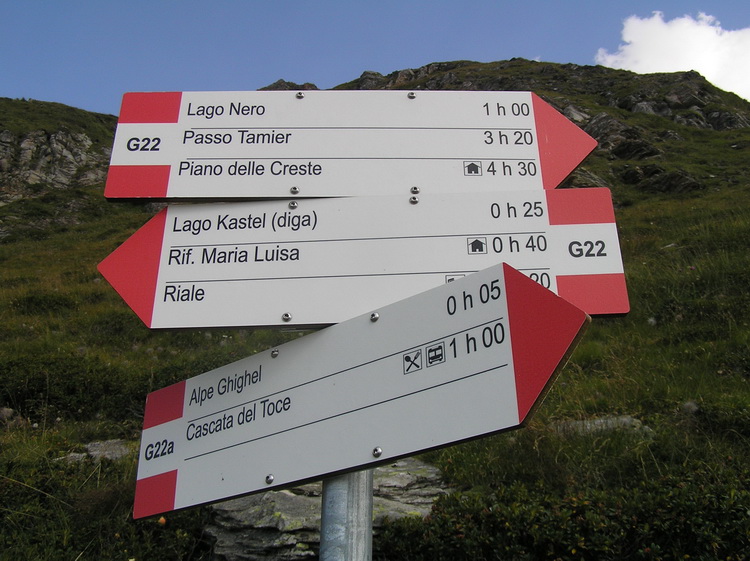 Lago Nero 1 h 00
G22 Passo Tamier 3 h 20
Piano delle Creste 4 h 30
Lago Kastel (diga) 0 h 25
Rif. Maria Luisa 0 h 40 G22
Riale 20
Alpe Ghighel 0 h 05
G22a Cascata del Toce 1 h 00